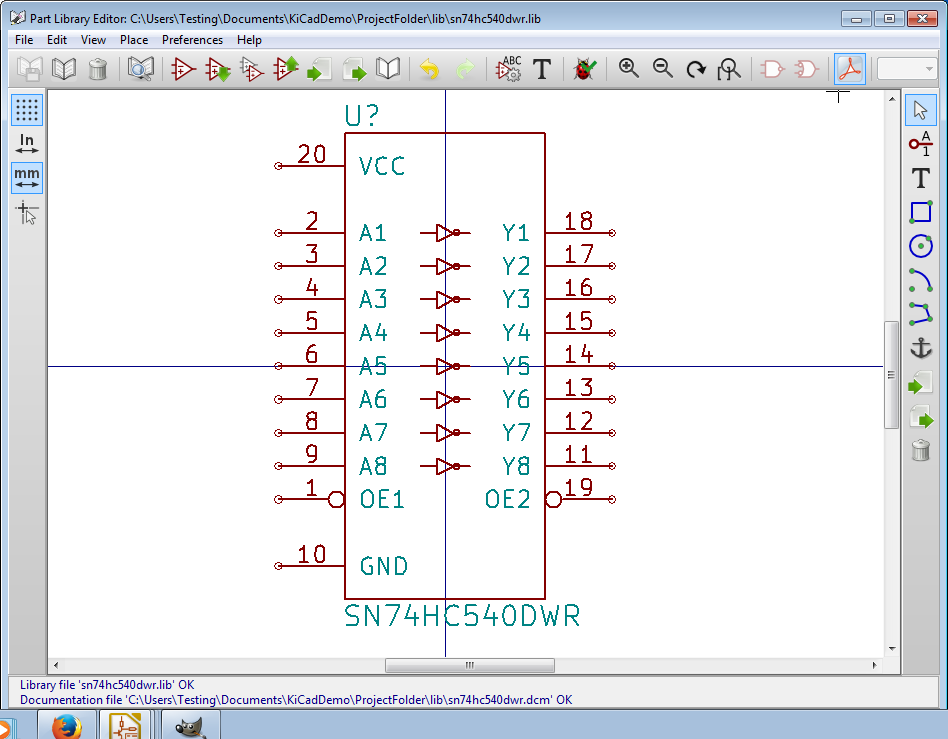 Part Library Editor: C:\Users\Testing\Documents\KiCadDemo\ProjectFolder\lib\sn74hc540dwr.lib
File Edit View Place Preferences Help
ABC T
In
mm
A
1
T
U?
20 VCC
2 A1 Y1 18
3 A2 Y2 17
4 A3 Y3 16
5 A4 Y4 15
6 A5 Y5 14
7 A6 Y6 13
8 A7 Y7 12
9 A8 Y8 11
1 OE1 OE2 19
10 GND
SN74HC540DWR
Library file 'sn74hc540dwr.lib' OK
Documentation file 'C:\Users\Testing\Documents\KiCadDemo\ProjectFolder\lib\sn74hc540dwr.dcm' OK